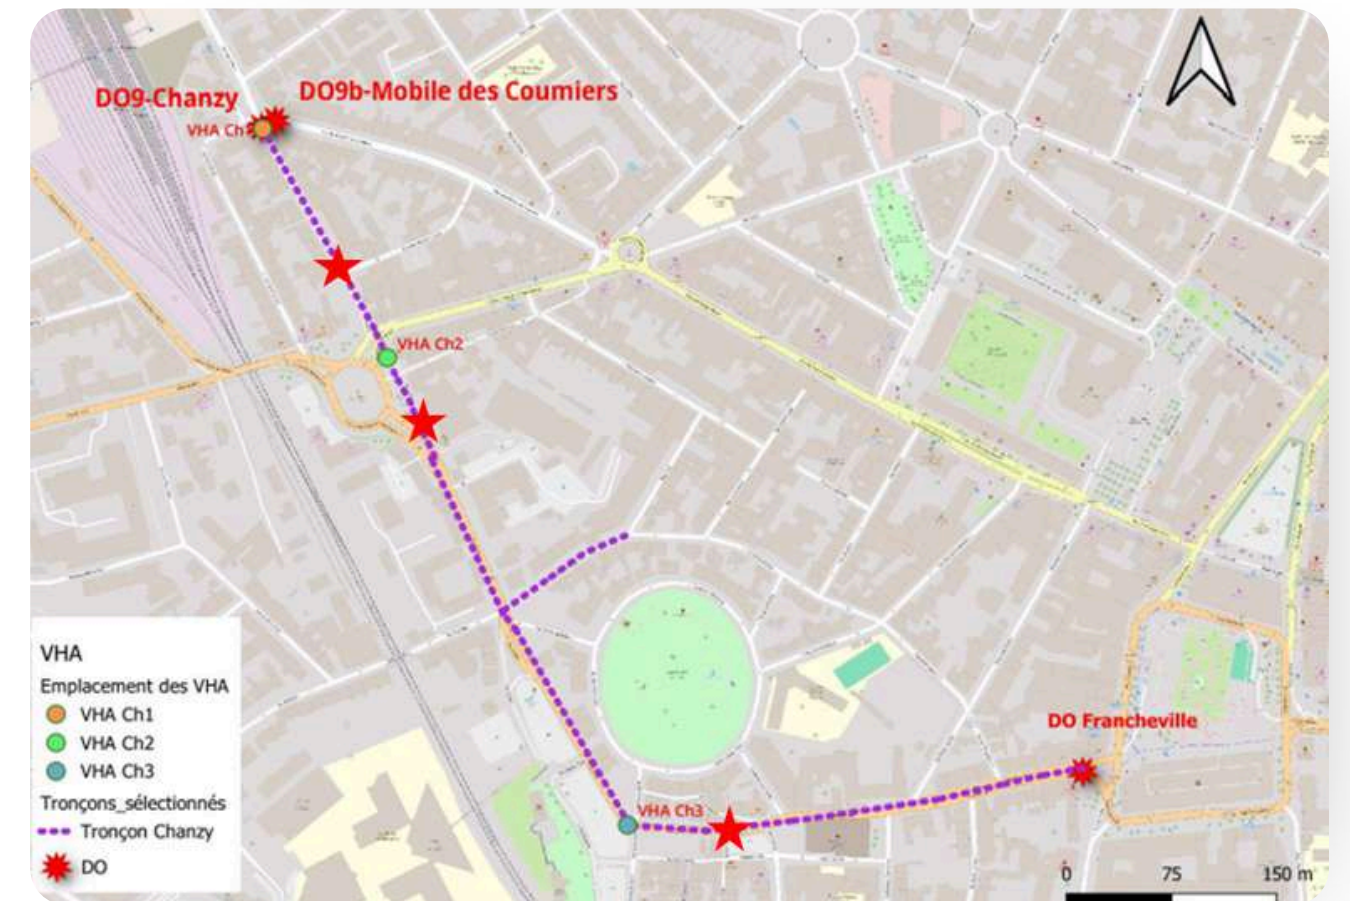 DO9-Chanzy
DO9b-Mobile des Coumiers
VHA Ch
VHA Ch2
VHA Ch3
DO Francheville
VHA
Emplacement des VHA
VHA Ch1
VHA Ch2
VHA Ch3
Tronçons_sélectionnés
Tronçon Chanzy
DO
0 75 150 m